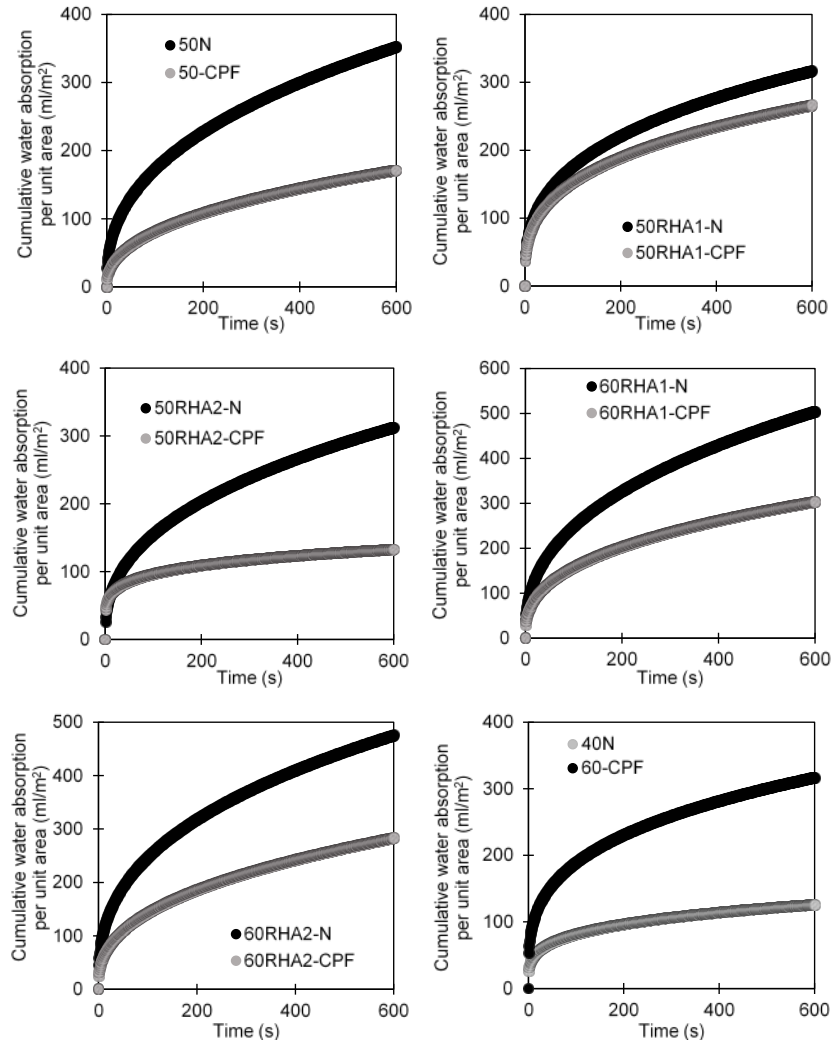 Cumulative water absorption
per unit area (ml/m²)
400
300
200
100
0
50N
50-CPF
0
200
400
600
Time (s)
Cumulative water absorption
per unit area (ml/m²)
400
300
200
100
0
50RHA1-N
50RHA1-CPF
0
200
400
600
Time (s)
Cumulative water absorption
per unit area (ml/m²)
400
300
200
100
0
50RHA2-N
50RHA2-CPF
0
200
400
600
Time (s)
Cumulative water absorption
per unit area (ml/m²)
600
500
400
300
200
100
0
60RHA1-N
60RHA1-CPF
0
200
400
600
Time (s)
Cumulative water absorption
per unit area (ml/m²)
500
400
300
200
100
0
60RHA2-N
60RHA2-CPF
0
200
400
600
Time (s)
Cumulative water absorption
per unit area (ml/m²)
400
300
200
100
0
40N
60-CPF
0
200
400
600
Time (s)